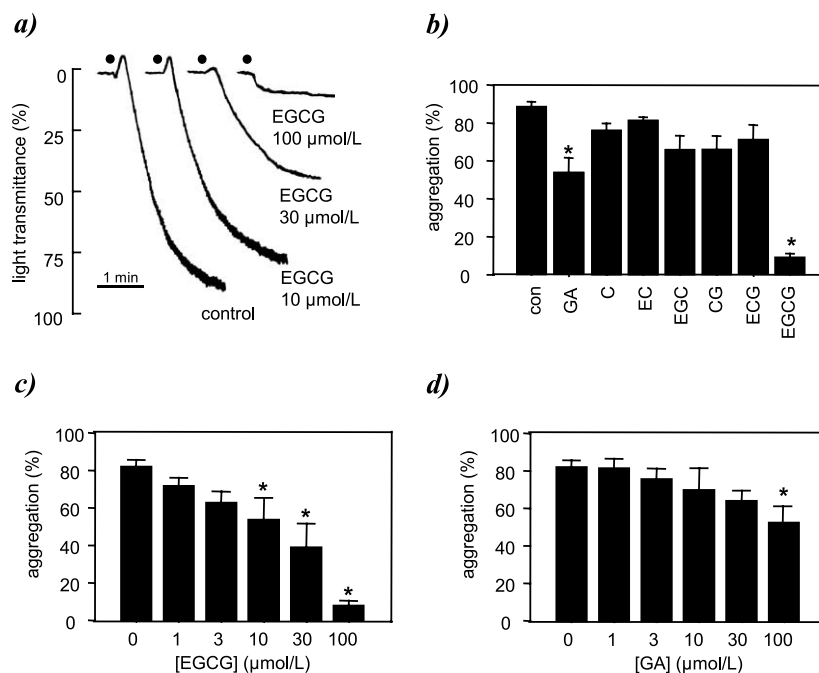 a)
0
25
50
75
100
light transmittance (%)
1 min
EGCG
100 µmol/L
EGCG
30 µmol/L
EGCG
10 µmol/L
control
b)
100
80
60
40
20
0
aggregation (%)
*
*
con
GA
C
EC
EGC
CG
ECG
EGCG
c)
100
80
60
40
20
0
aggregation (%)
*
*
*
0 1 3 10 30 100
[EGCG] (µmol/L)
d)
100
80
60
40
20
0
aggregation (%)
*
0 1 3 10 30 100
[GA] (µmol/L)